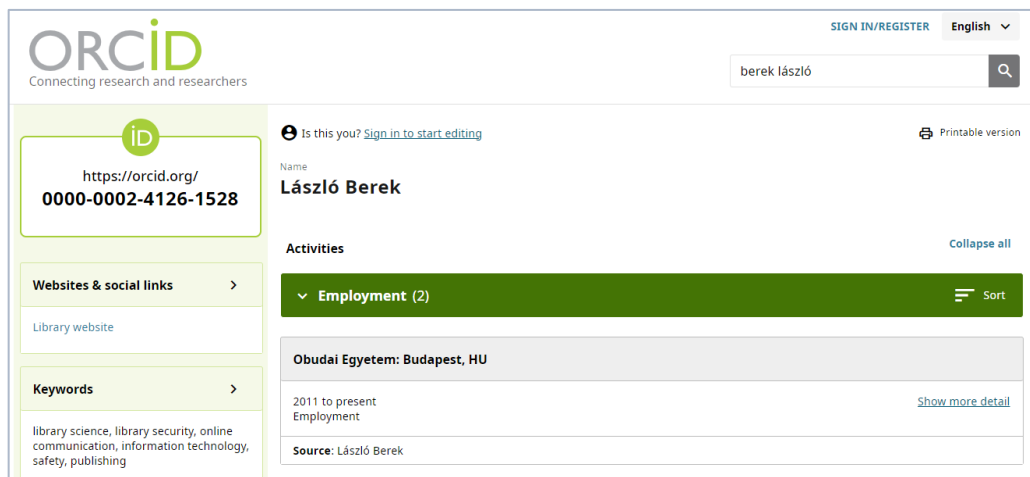 SIGN IN/REGISTER English
ORCiD
Connecting research and researchers
berek lászló
iD
https://orcid.org/
0000-0002-4126-1528
Websites & social links
Library website
Keywords
library science, library security, online
communication, information technology,
safety, publishing
Is this you? Sign in to start editing
Printable version
Name
László Berek
Activities
Collapse all
Employment (2)
Sort
Obudai Egyetem: Budapest, HU
2011 to present
Show more detail
Employment
Source: László Berek